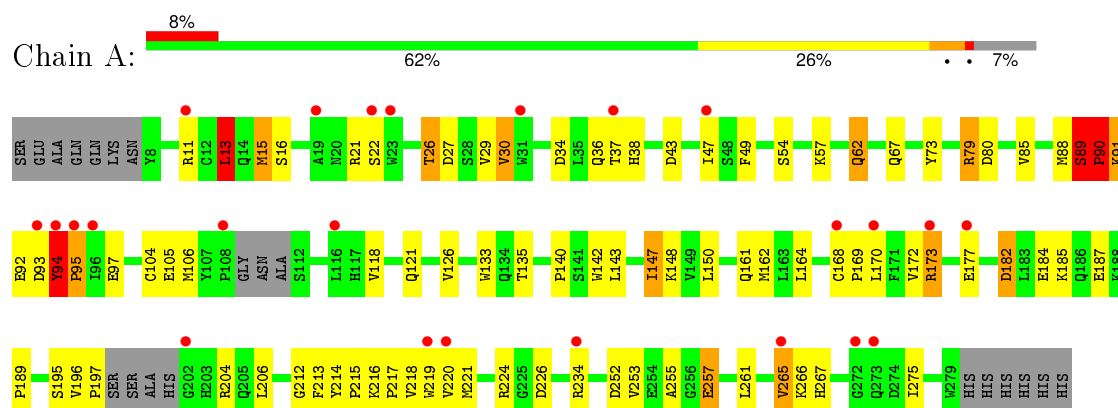 8%
Chain A:
62% 26% • • 7%
SER GLU ALA GLN GLN LYS ASN Y8 R11 C12 L13 Q14 M15 S16 A19 N20 R21 S22 W23 T26 D27 S28 V29 V30 W31 D34 L35 Q36 T37 H38 D43 I47 S48 F49 S54 K57 Q62 Q67 Y73 R79 D80 V85 M88 S89 P90 K91
E92 D93 Y94 P95 I96 E97 C104 E105 M106 Y107 P108 GLY ASN ALA S112 L116 H117 V118 Q121 V126 W133 Q134 T135 P140 S141 W142 L143 I147 K148 V149 L150 Q161 M162 L163 L164 C168 P169 L170 F171 V172 R173 E177 D182 L183 E184 K185 Q186 E187 K188
P189 S195 V196 P197 SER SER ALA HIS G202 H203 R204 Q205 L206 G212 F213 Y214 P215 K216 P217 V218 W219 V220 M221 R224 G225 D226 R234 D252 V253 E254 A255 G256 E257 L261 V265 K266 H267 G272 Q273 D274 I275 W279 HIS HIS HIS HIS HIS HIS